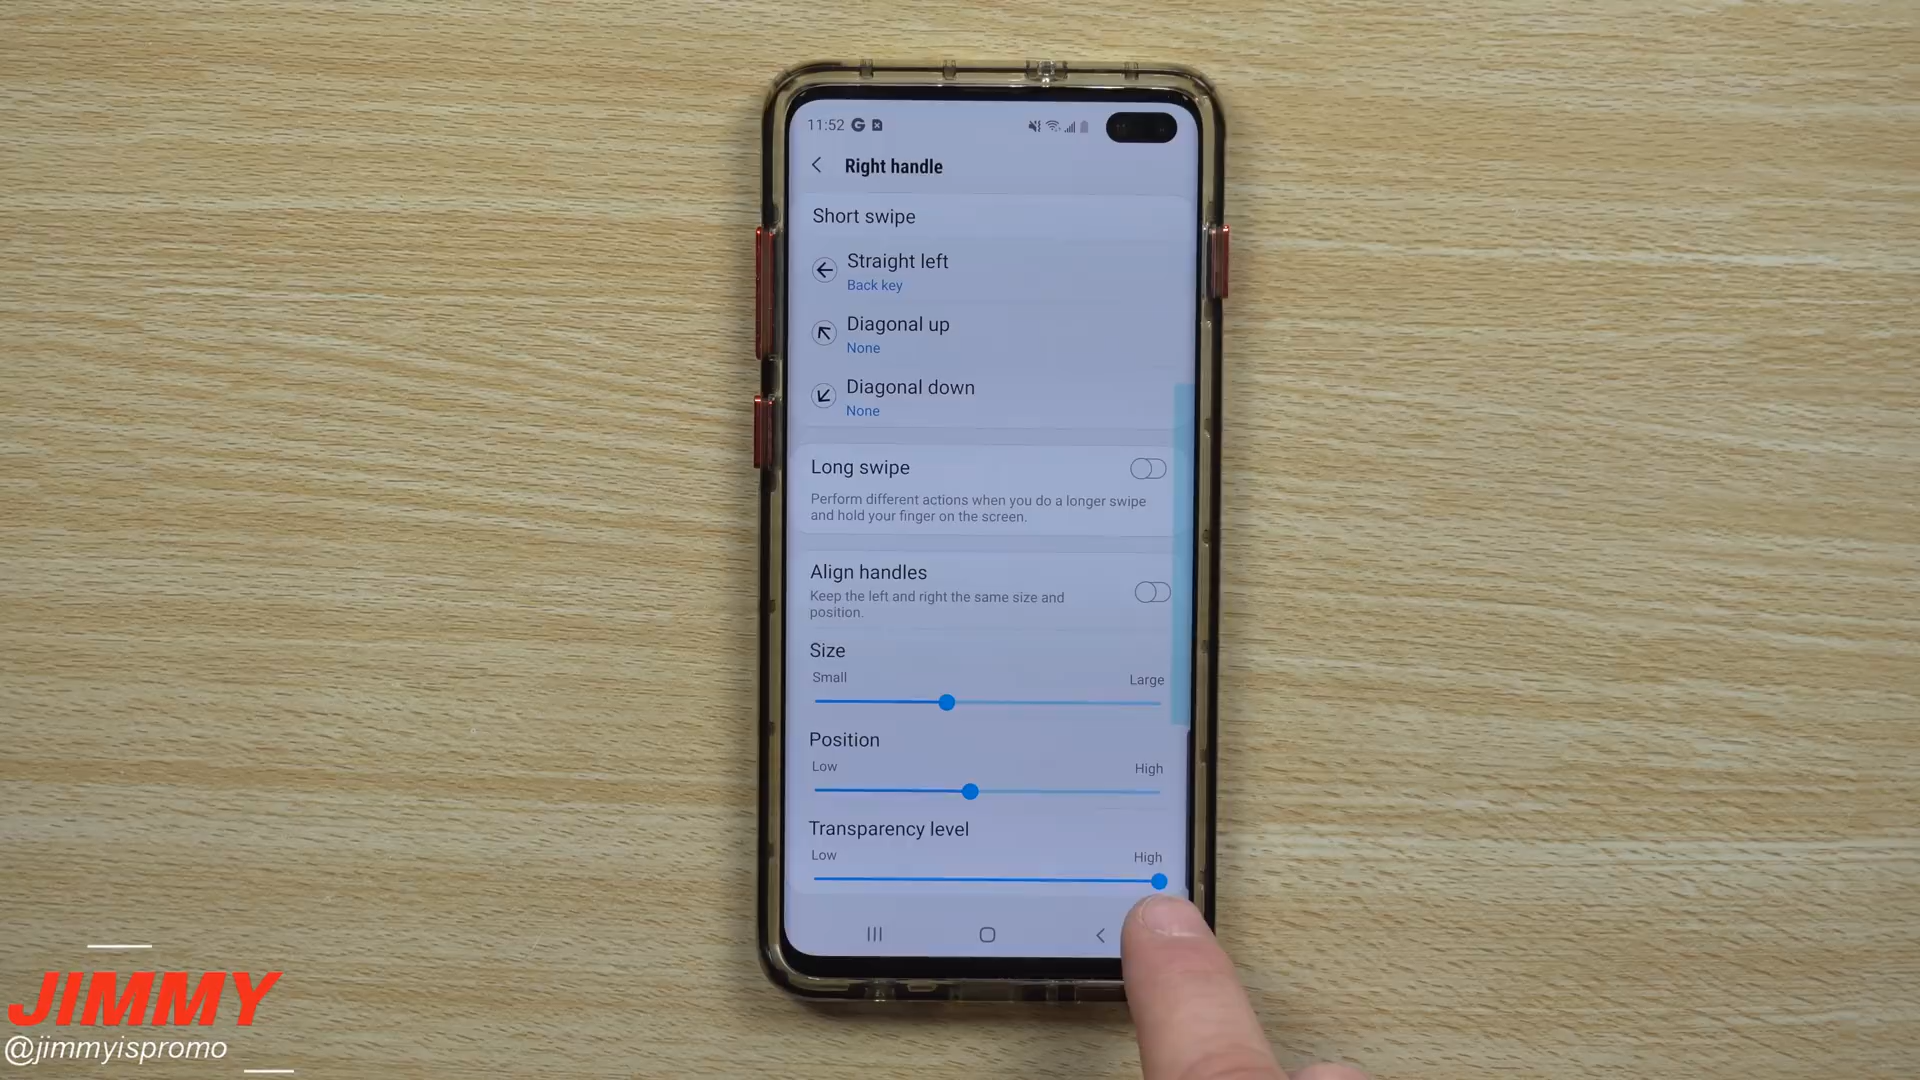 11:52
Right handle
Short swipe
Straight left
Back key
Diagonal up
None
Diagonal down
None
Long swipe
Perform different actions when you do a longer swipe
and hold your finger on the screen.
Align handles
Keep the left and right the same size and
position.
Size
Small Large
Position
Low High
Transparency level
Low High
JIMMY
@jimmyispromo